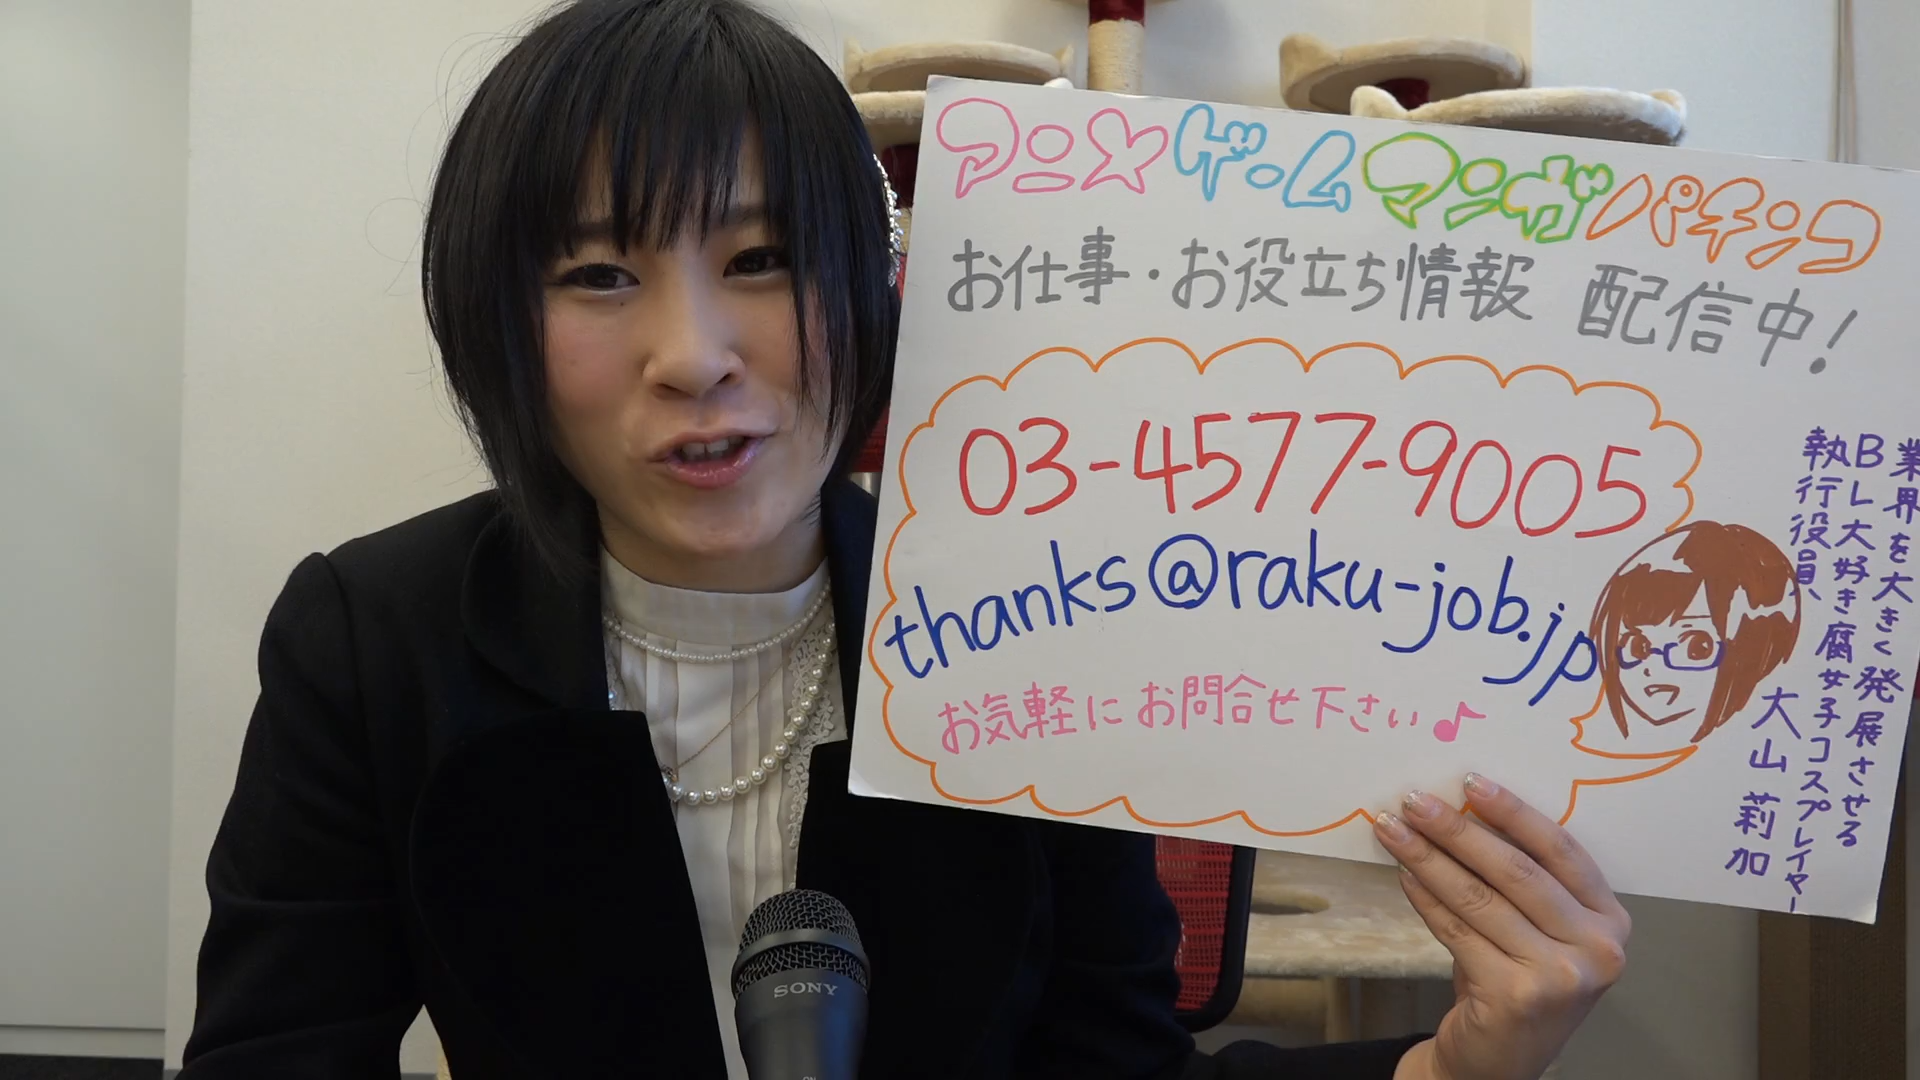 アニメ ゲーム マンガ パチンコ
お仕事・お役立ち情報 配信中!
03-4577-9005
thanks@raku-job.jp
お気軽にお問合せ下さい♪
業界を大きく発展させる
BL大好き腐女子コスプレイヤー
執行役員、
大山 莉加
SONY
ON